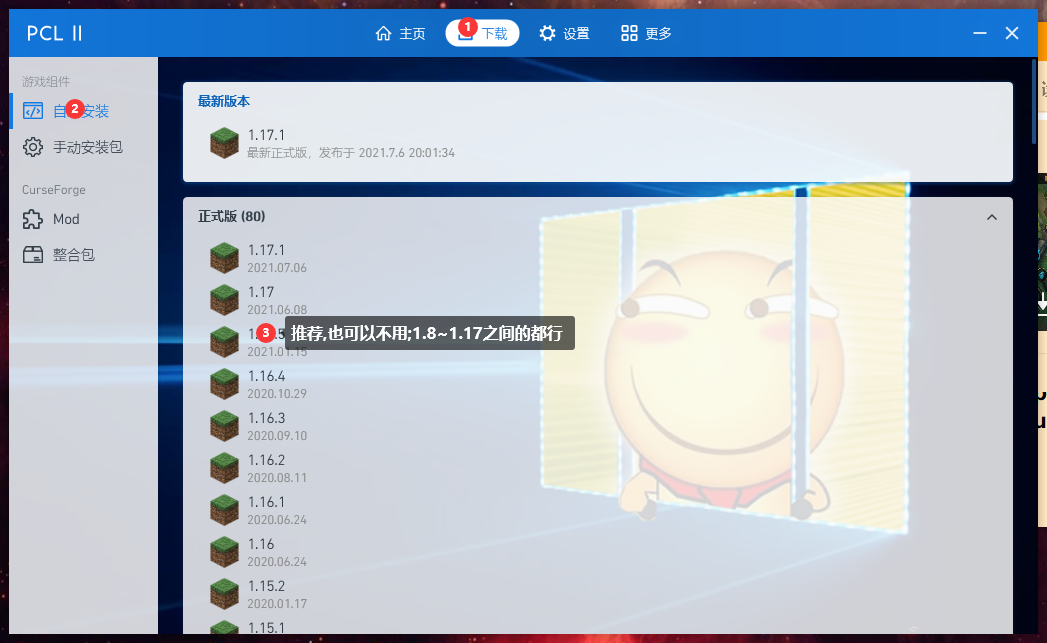 PCL II
主页
1
下载
设置
更多
游戏组件
2
自 安装
手动安装包
CurseForge
Mod
整合包
最新版本
1.17.1
最新正式版，发布于 2021.7.6 20:01:34
正式版 (80)
1.17.1
2021.07.06
1.17
2021.06.08
3
推荐,也可以不用;1.8~1.17之间的都行
2021.01.15
1.16.4
2020.10.29
1.16.3
2020.09.10
1.16.2
2020.08.11
1.16.1
2020.06.24
1.16
2020.06.24
1.15.2
2020.01.17
1.15.1